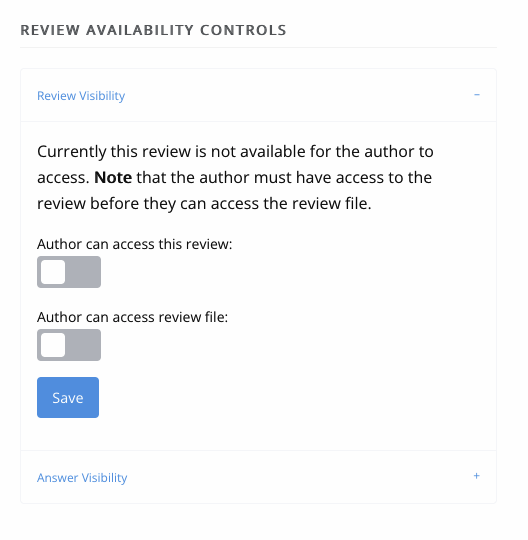 REVIEW AVAILABILITY CONTROLS
Review Visibility −
Currently this review is not available for the author to
access. Note that the author must have access to the
review before they can access the review file.
Author can access this review:
Author can access review file:
Save
Answer Visibility +